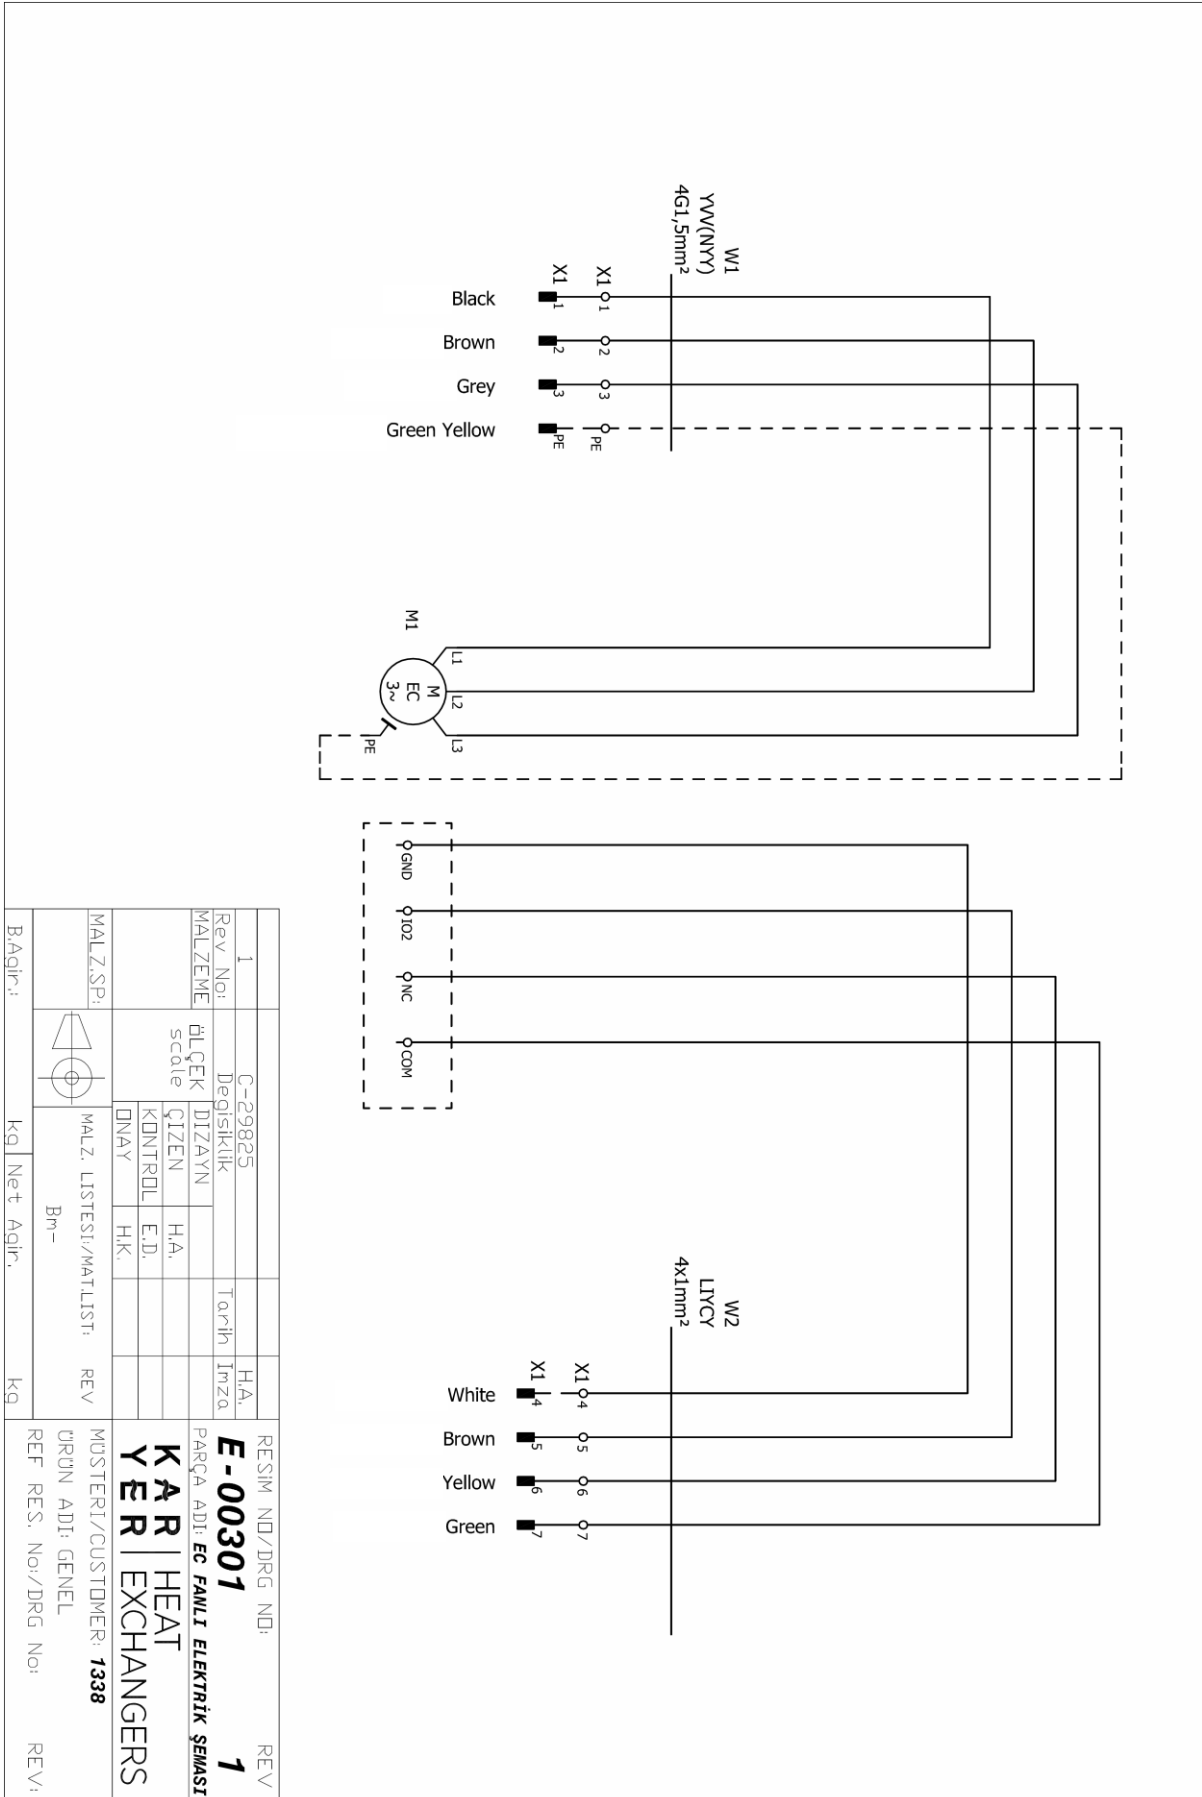 W1
YVV(NYY)
4G1,5mm²
X1
X1
Black
1
1
Brown
2
2
Grey
3
3
Green Yellow
PE
PE
M1
M
EC
3~
L1
L2
L3
PE
GND
IO2
NC
COM
W2
LIYCY
4x1mm²
X1
X1
White
4
4
Brown
5
5
Yellow
6
6
Green
7
7
1
C-29825
H.A.
Rev No:
Degisiklik
Tarih
Imza
MALZEME
ÖLÇEK
scale
DIZAYN
ÇIZEN
H.A.
KONTROL
E.D.
ONAY
H.K.
MALZ.SP:
MALZ. LISTESI:/MAT.LIST:
REV
Bm-
B.Agir.:
kg
Net Agir.
kg
RESIM NO/DRG NO:
REV
E-00301
1
PARÇA ADI: EC FANLI ELEKTRİK ŞEMASI
KAR HEAT
YER EXCHANGERS
MÜSTERI/CUSTOMER: 1338
ÜRÜN ADI: GENEL
REF RES. No:/DRG No:
REV: